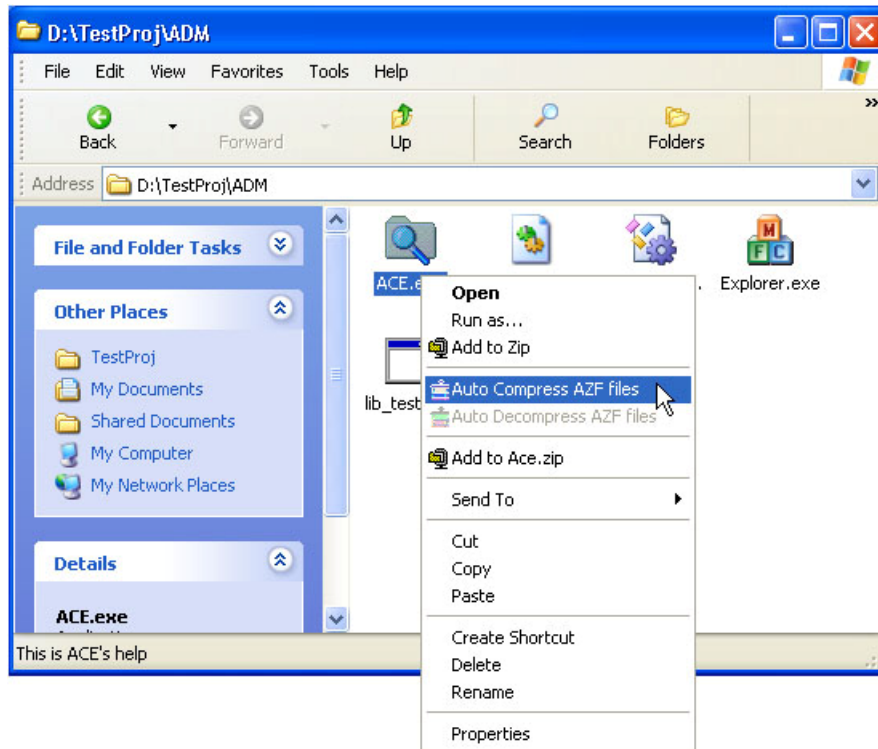 D:\TestProj\ADM
File Edit View Favorites Tools Help
Back Forward Up Search Folders »
Address D:\TestProj\ADM
File and Folder Tasks
Other Places
TestProj
My Documents
Shared Documents
My Computer
My Network Places
Details
ACE.exe
ACE.e
Explorer.exe
M
F C
lib_test
Open
Run as...
Add to Zip
Auto Compress AZF files
Auto Decompress AZF files
Add to Ace.zip
Send To
Cut
Copy
Paste
Create Shortcut
Delete
Rename
Properties
This is ACE's help